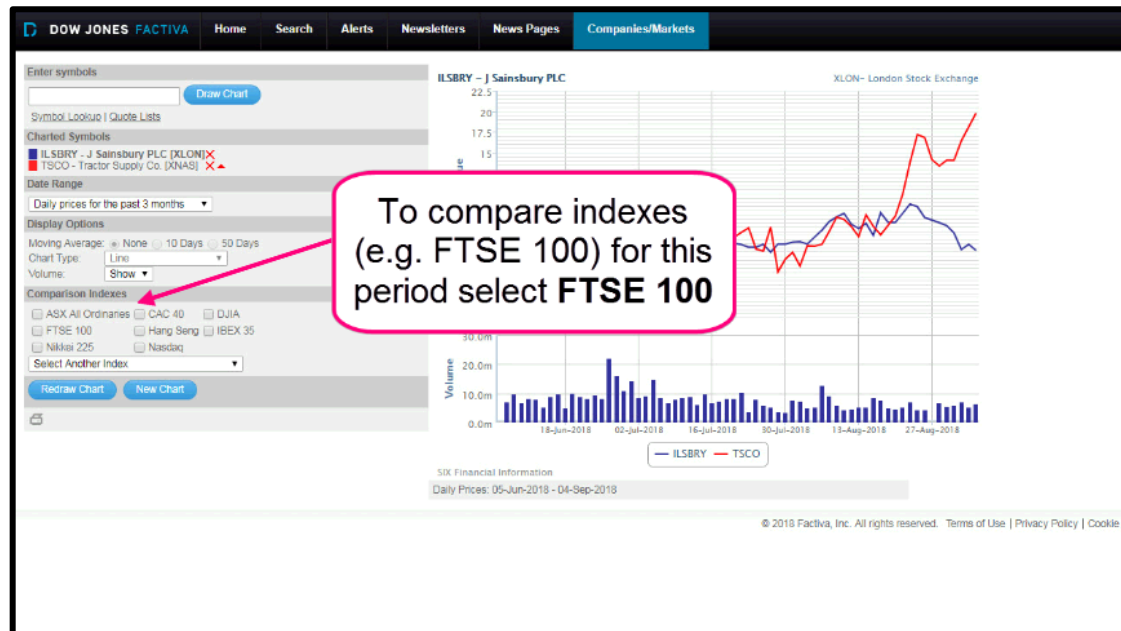 DOW JONES FACTIVA Home Search Alerts Newsletters News Pages Companies/Markets
Enter symbols
Draw Chart
Symbol Lookup | Quote Lists
Charted Symbols
ILSBRY - J Sainsbury PLC [XLON]
TSCO - Tractor Supply Co. [XNAS]
Date Range
Daily prices for the past 3 months
Display Options
Moving Average: None 10 Days 50 Days
Chart Type: Line
Volume: Show
Comparison Indexes
ASX All Ordinaries CAC 40 DJIA
FTSE 100 Hang Seng IBEX 35
Nikkei 225 Nasdaq
Select Another Index
Redraw Chart New Chart
ILSBRY - J Sainsbury PLC XLON- London Stock Exchange
22.5
20
17.5
15
To compare indexes
(e.g. FTSE 100) for this
period select FTSE 100
30.0m
20.0m
10.0m
0.0m
Volume
18-Jun-2018 02-Jul-2018 16-Jul-2018 30-Jul-2018 13-Aug-2018 27-Aug-2018
ILSBRY TSCO
SIX Financial Information
Daily Prices: 05-Jun-2018 - 04-Sep-2018
© 2018 Factiva, Inc. All rights reserved. Terms of Use | Privacy Policy | Cookie